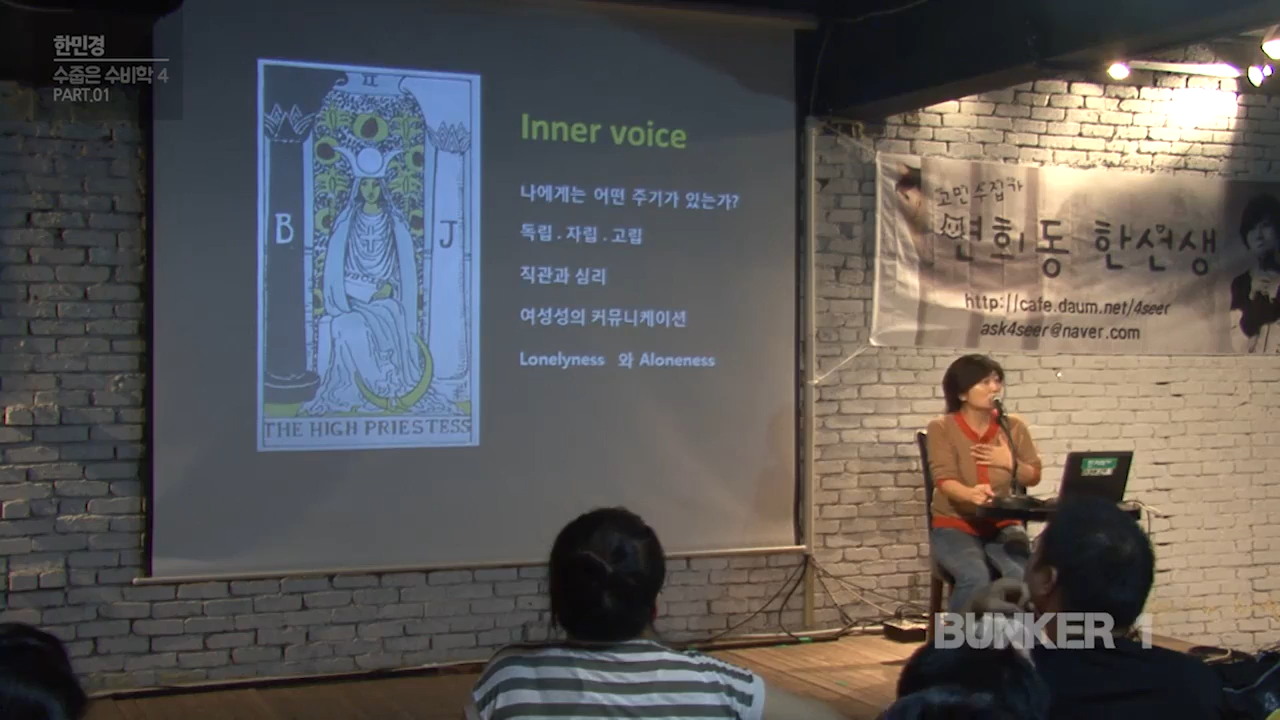 한민경
수줍은 수비학 4
PART.01
II
B
J
THE HIGH PRIESTESS
Inner voice
나에게는 어떤 주기가 있는가?
독립 . 자립 . 고립
직관과 심리
여성성의 커뮤니케이션
Lonelyness 와 Aloneness
고민 수집가
연희동 한선생
http://cafe.daum.net/4seer
ask4seer@naver.com
BUNKER 1